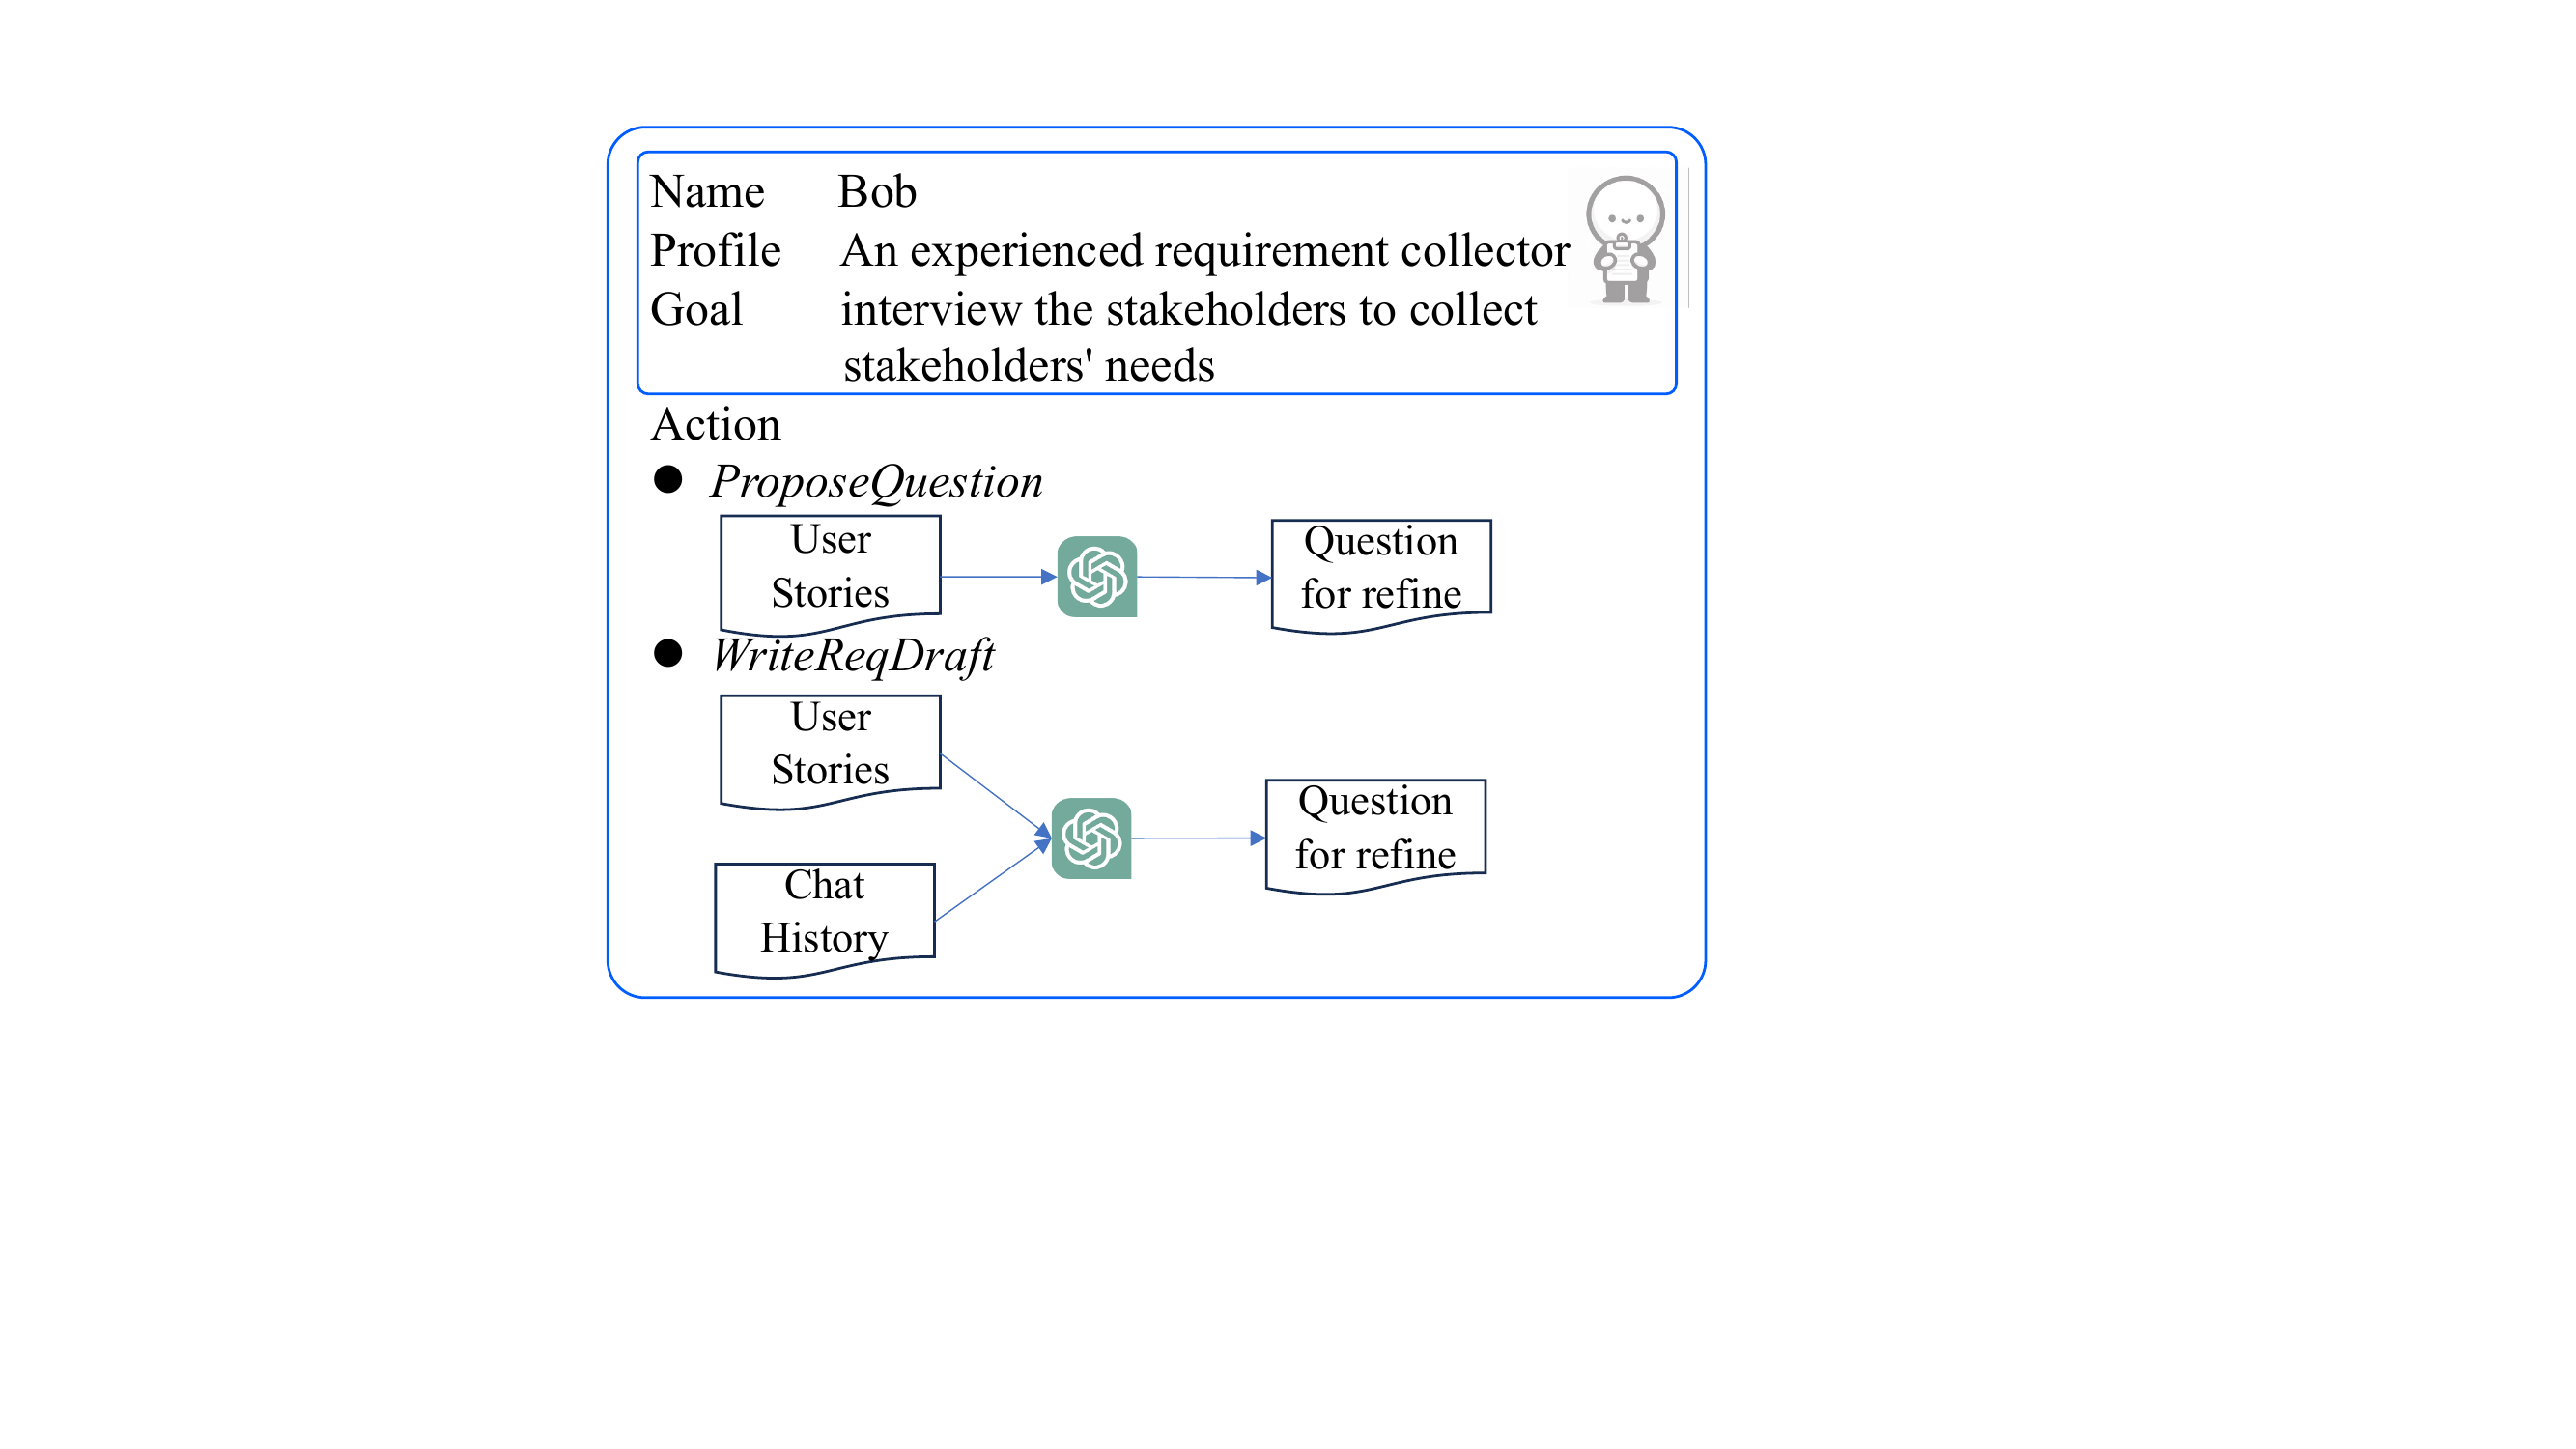 Name Bob
Profile An experienced requirement collector
Goal interview the stakeholders to collect
stakeholders' needs
Action
● ProposeQuestion
User
Stories
Question
for refine
● WriteReqDraft
User
Stories
Chat
History
Question
for refine